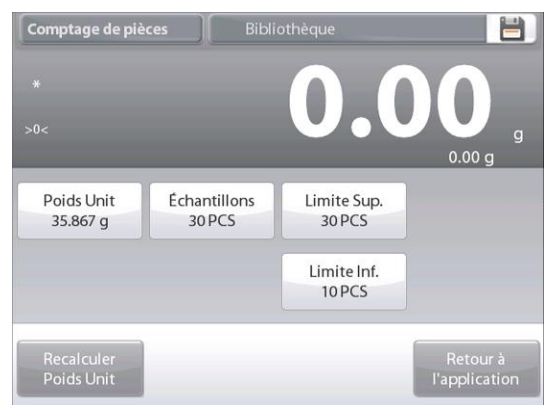 Comptage de pièces
Bibliothèque
*
0.00 g
>0<
0.00 g
Poids Unit
35.867 g
Échantillons
30 PCS
Limite Sup.
30 PCS
Limite Inf.
10 PCS
Recalculer
Poids Unit
Retour à
l'application